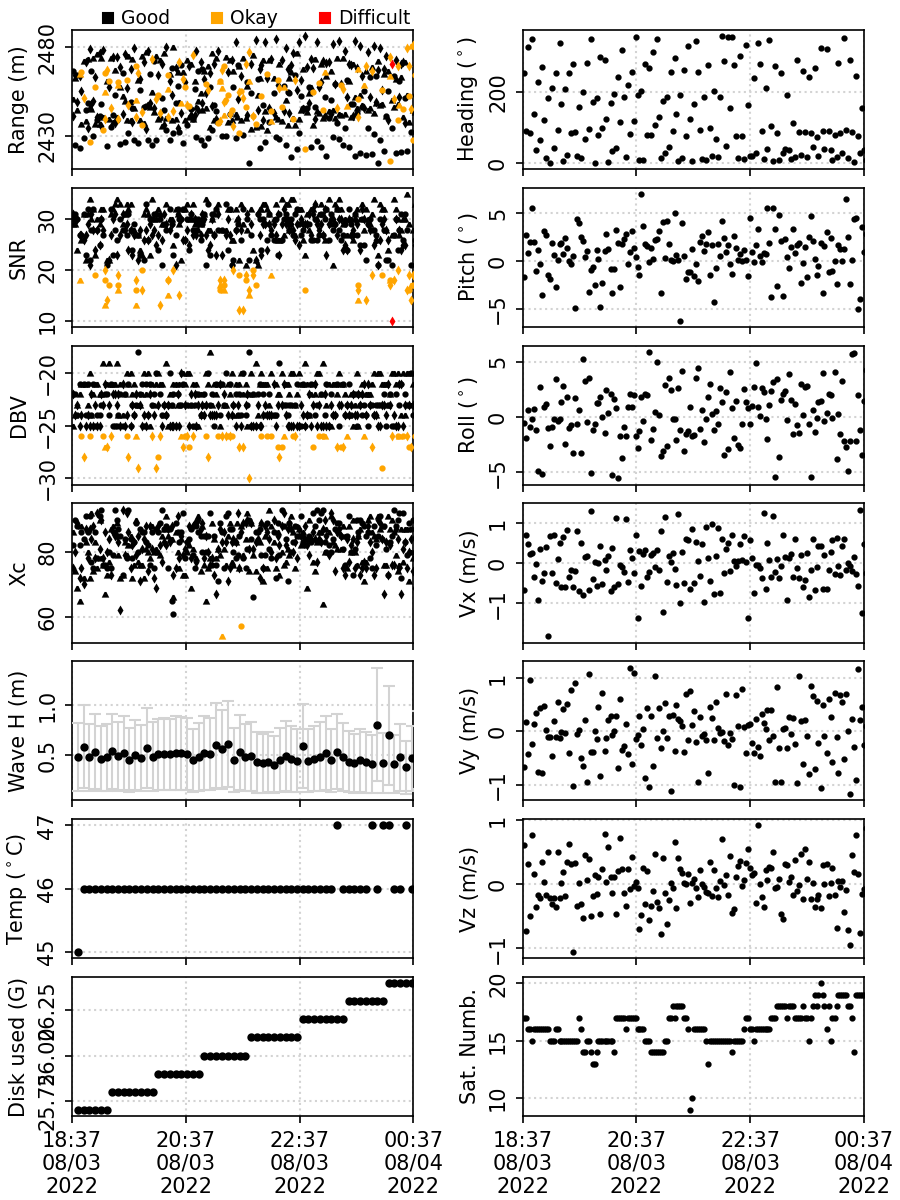 Good Okay Difficult
Range (m)
2480
2430
Heading (°)
200
0
SNR
30
20
10
Pitch (°)
5
0
−5
DBV
−20
−25
−30
Roll (°)
5
0
−5
Xc
80
60
Vx (m/s)
1
0
−1
Wave H (m)
1.0
0.5
Vy (m/s)
1
0
−1
Temp (°C)
47
46
45
Vz (m/s)
1
0
−1
Disk used (G)
26.25
26.00
25.75
Sat. Numb.
20
15
10
18:37 20:37 22:37 00:37
08/03 08/03 08/03 08/04
2022 2022 2022 2022
18:37 20:37 22:37 00:37
08/03 08/03 08/03 08/04
2022 2022 2022 2022